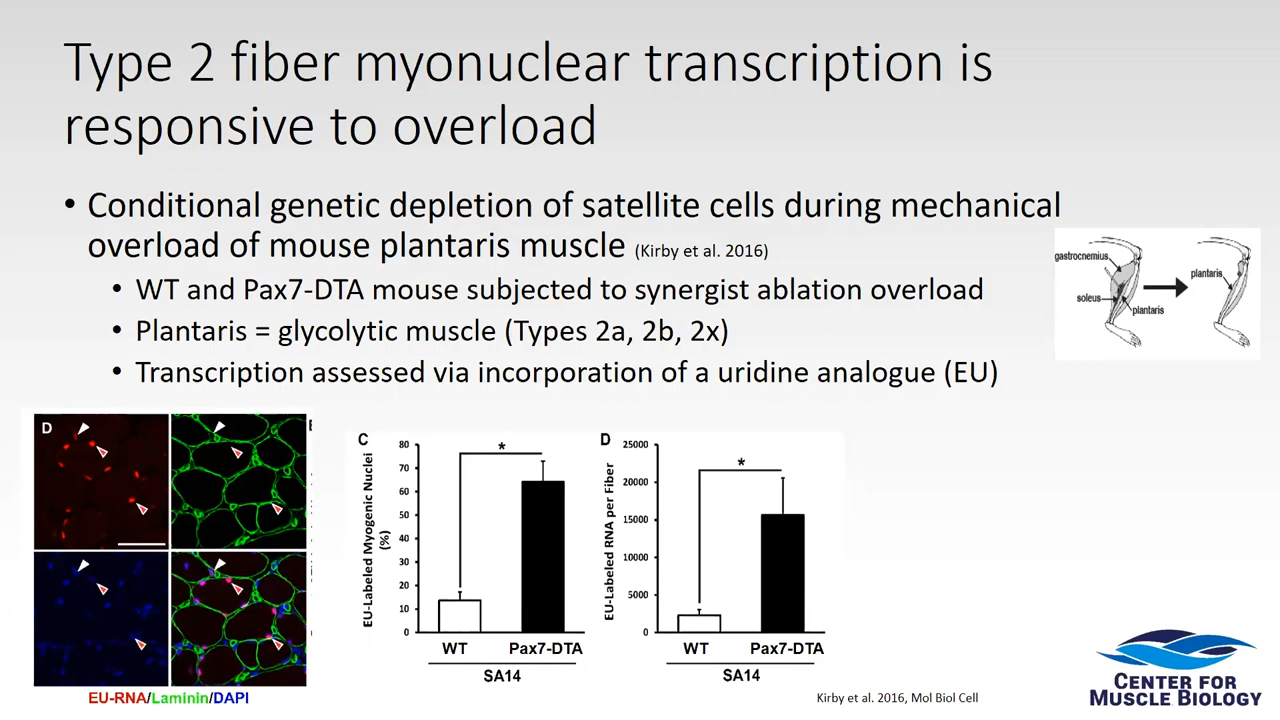 Type 2 fiber myonuclear transcription is
responsive to overload
• Conditional genetic depletion of satellite cells during mechanical
overload of mouse plantaris muscle (Kirby et al. 2016)
• WT and Pax7-DTA mouse subjected to synergist ablation overload
• Plantaris = glycolytic muscle (Types 2a, 2b, 2x)
• Transcription assessed via incorporation of a uridine analogue (EU)
gastrocnemius
soleus
plantaris
plantaris
D
EU-RNA/Laminin/DAPI
C
EU-Labeled Myogenic Nuclei
(%)
80
70
60
50
40
30
20
10
0
*
WT
Pax7-DTA
SA14
D
EU-Labeled RNA per Fiber
25000
20000
15000
10000
5000
0
*
WT
Pax7-DTA
SA14
Kirby et al. 2016, Mol Biol Cell
CENTER FOR
MUSCLE BIOLOGY